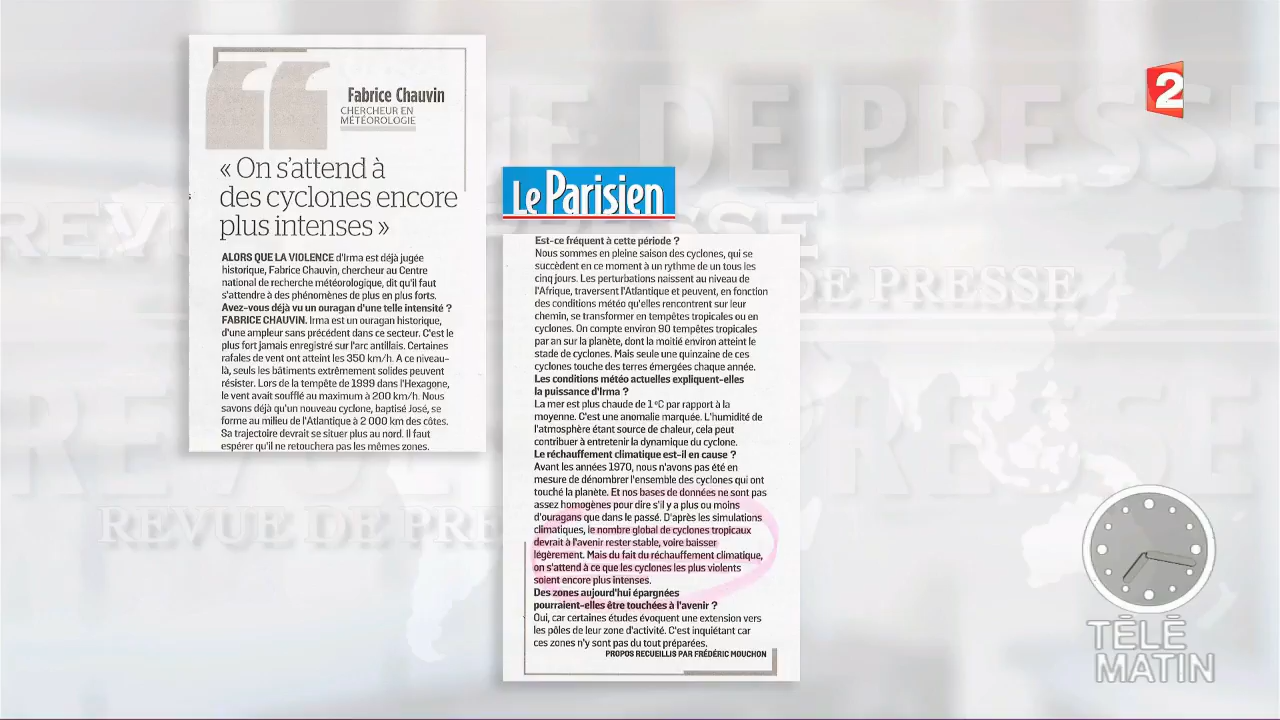 Fabrice Chauvin
CHERCHEUR EN
MÉTÉOROLOGIE
« On s'attend à
des cyclones encore
plus intenses »
ALORS QUE LA VIOLENCE d'Irma est déjà jugée
historique, Fabrice Chauvin, chercheur au Centre
national de recherche météorologique, dit qu'il faut
s'attendre à des phénomènes de plus en plus forts.
Avez-vous déjà vu un ouragan d'une telle intensité ?
FABRICE CHAUVIN. Irma est un ouragan historique,
d'une ampleur sans précédent dans ce secteur. C'est le
plus fort jamais enregistré sur l'arc antillais. Certaines
rafales de vent ont atteint les 350 km/h. A ce niveau-
là, seuls les bâtiments extrêmement solides peuvent
résister. Lors de la tempête de 1999 dans l'Hexagone,
le vent avait soufflé au maximum à 200 km/h. Nous
savons déjà qu'un nouveau cyclone, baptisé José, se
forme au milieu de l'Atlantique à 2 000 km des côtes.
Sa trajectoire devrait se situer plus au nord. Il faut
espérer qu'il ne retouchera pas les mêmes zones.
Le Parisien
Est-ce fréquent à cette période ?
Nous sommes en pleine saison des cyclones, qui se
succèdent en ce moment à un rythme de un tous les
cinq jours. Les perturbations naissent au niveau de
l'Afrique, traversent l'Atlantique et peuvent, en fonction
des conditions météo qu'elles rencontrent sur leur
chemin, se transformer en tempêtes tropicales ou en
cyclones. On compte environ 90 tempêtes tropicales
par an sur la planète, dont la moitié environ atteint le
stade de cyclones. Mais seule une quinzaine de ces
cyclones touche des terres émergées chaque année.
Les conditions météo actuelles expliquent-elles
la puissance d'Irma ?
La mer est plus chaude de 1 °C par rapport à la
moyenne. C'est une anomalie marquée. L'humidité de
l'atmosphère étant source de chaleur, cela peut
contribuer à entretenir la dynamique du cyclone.
Le réchauffement climatique est-il en cause ?
Avant les années 1970, nous n'avons pas été en
mesure de dénombrer l'ensemble des cyclones qui ont
touché la planète. Et nos bases de données ne sont pas
assez homogènes pour dire s'il y a plus ou moins
d'ouragans que dans le passé. D'après les simulations
climatiques, le nombre global de cyclones tropicaux
devrait à l'avenir rester stable, voire baisser
légèrement. Mais du fait du réchauffement climatique,
on s'attend à ce que les cyclones les plus violents
soient encore plus intenses.
Des zones aujourd'hui épargnées
pourraient-elles être touchées à l'avenir ?
Oui, car certaines études évoquent une extension vers
les pôles de leur zone d'activité. C'est inquiétant car
ces zones n'y sont pas du tout préparées.
PROPOS RECUEILLIS PAR FRÉDÉRIC MOUCHON
2
TÉLÉ
MATIN
E DE PRESSE
REVUE DE PRESSE
DE PRESSE
REVUE DE PRESSE
REVUE DE PRE